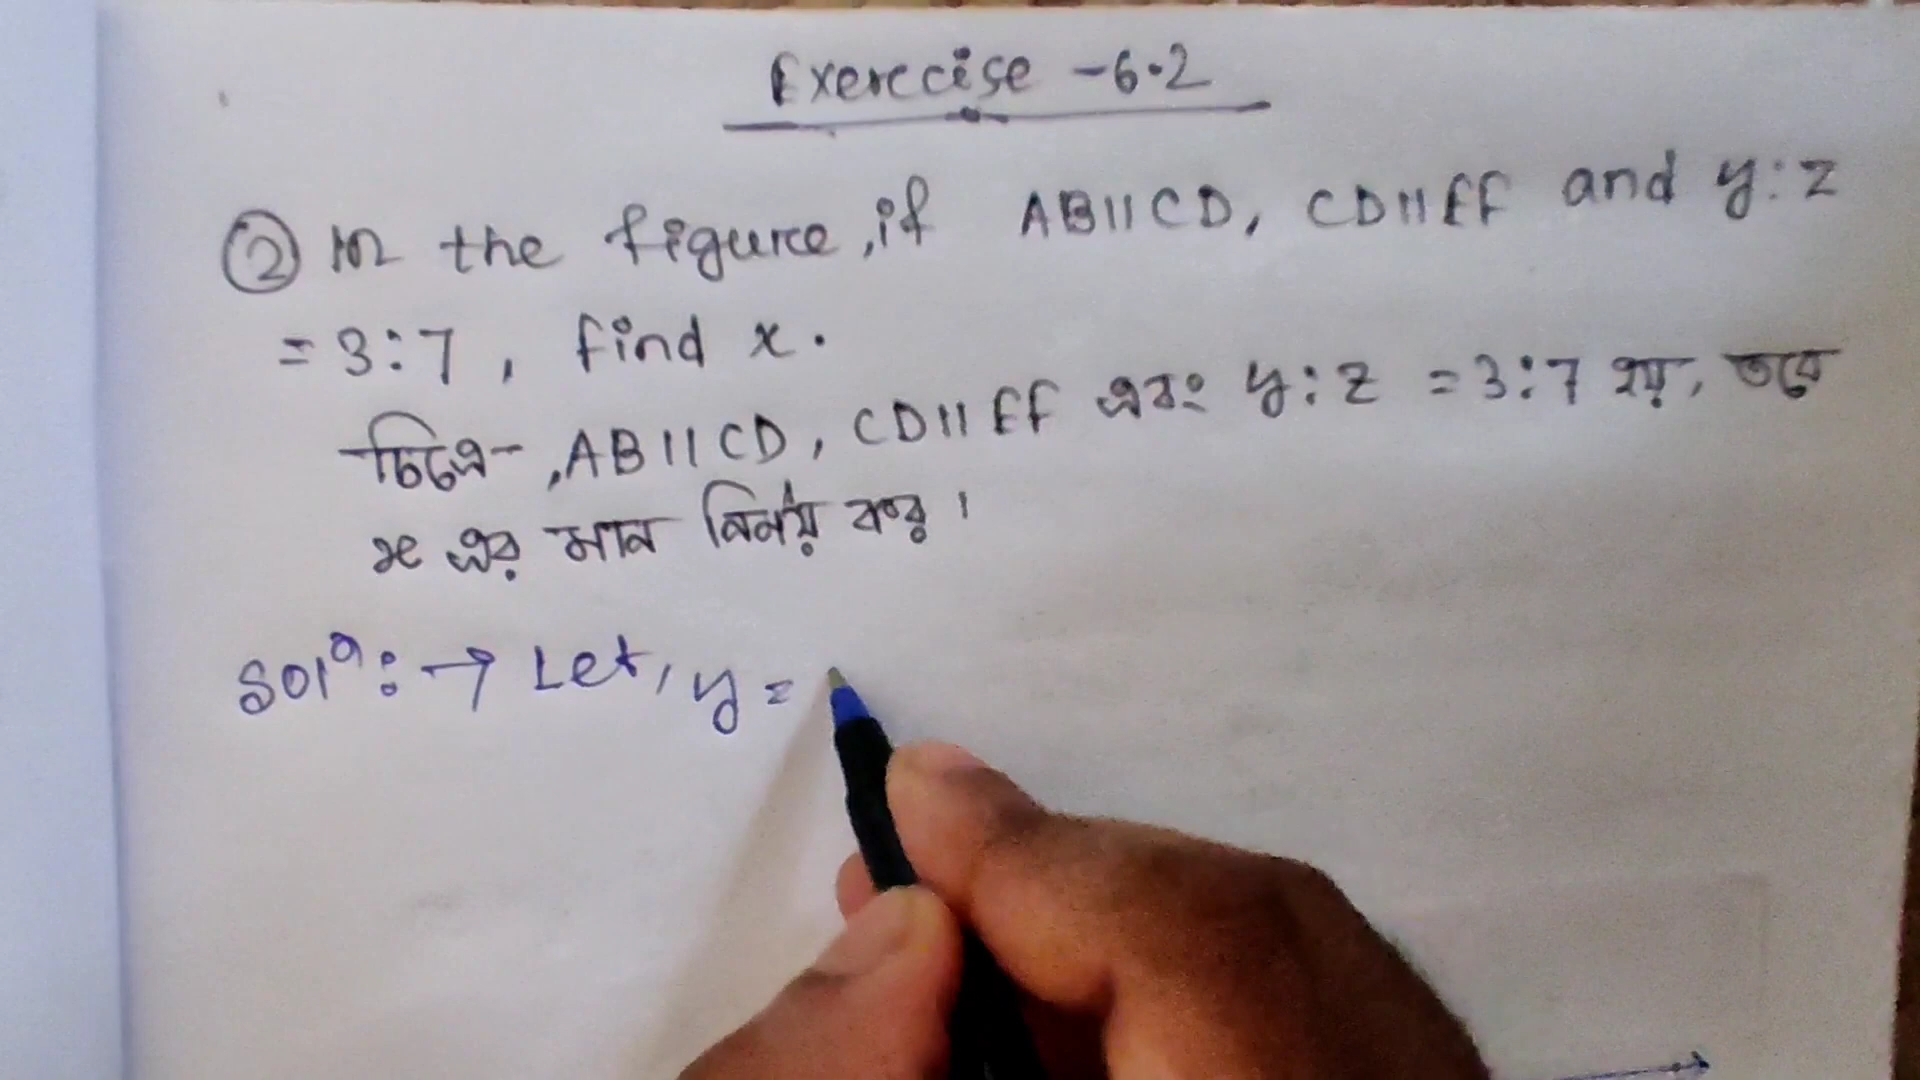 Exercise -6.2
② In the figure, if AB||CD, CD||EF and y:z
= 3:7, find x.
চিত্রে, AB||CD, CD||EF এবং y:z = 3:7 হয়, তবে
x এর মান নির্ণয় কর।
Solⁿ: → Let, y =